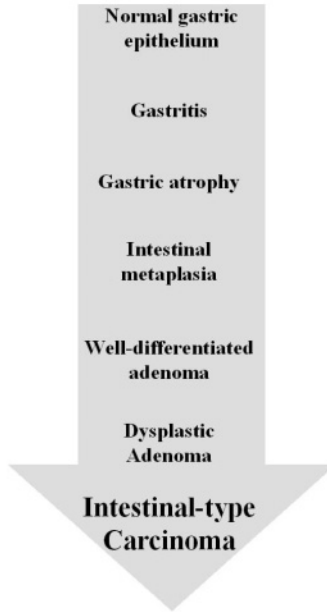 Normal gastric
epithelium
Gastritis
Gastric atrophy
Intestinal
metaplasia
Well-differentiated
adenoma
Dysplastic
Adenoma
Intestinal-type
Carcinoma